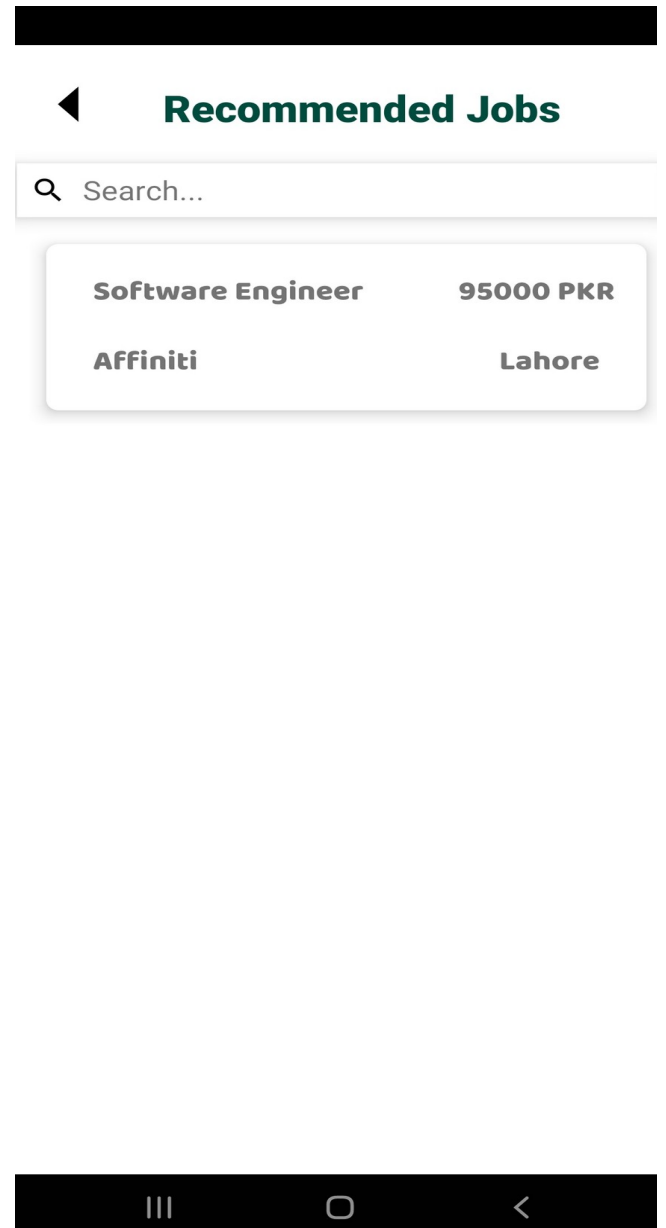 Recommended Jobs
Search...
Software Engineer 95000 PKR
Affiniti Lahore